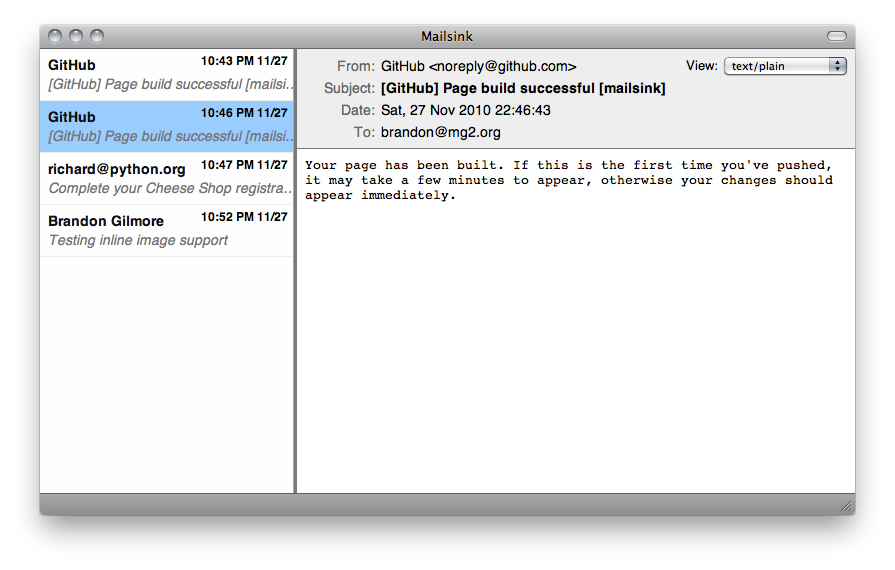 Mailsink
GitHub 10:43 PM 11/27
[GitHub] Page build successful [mailsi…
GitHub 10:46 PM 11/27
[GitHub] Page build successful [mailsi…
richard@python.org 10:47 PM 11/27
Complete your Cheese Shop registra…
Brandon Gilmore 10:52 PM 11/27
Testing inline image support
From: GitHub <noreply@github.com> View: text/plain
Subject: [GitHub] Page build successful [mailsink]
Date: Sat, 27 Nov 2010 22:46:43
To: brandon@mg2.org
Your page has been built. If this is the first time you've pushed,
it may take a few minutes to appear, otherwise your changes should
appear immediately.